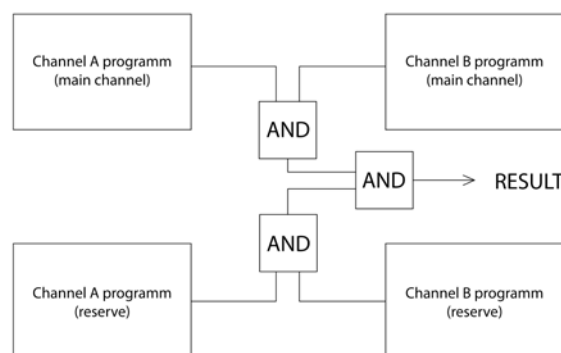 Channel A programm
(main channel)
Channel B programm
(main channel)
AND
AND
RESULT
AND
Channel A programm
(reserve)
Channel B programm
(reserve)